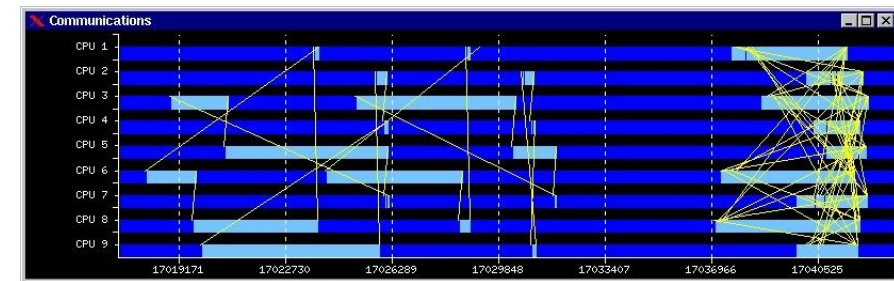 Communications
CPU 1
CPU 2
CPU 3
CPU 4
CPU 5
CPU 6
CPU 7
CPU 8
CPU 9
17019171 17022730 17026289 17029848 17033407 17036966 17040525